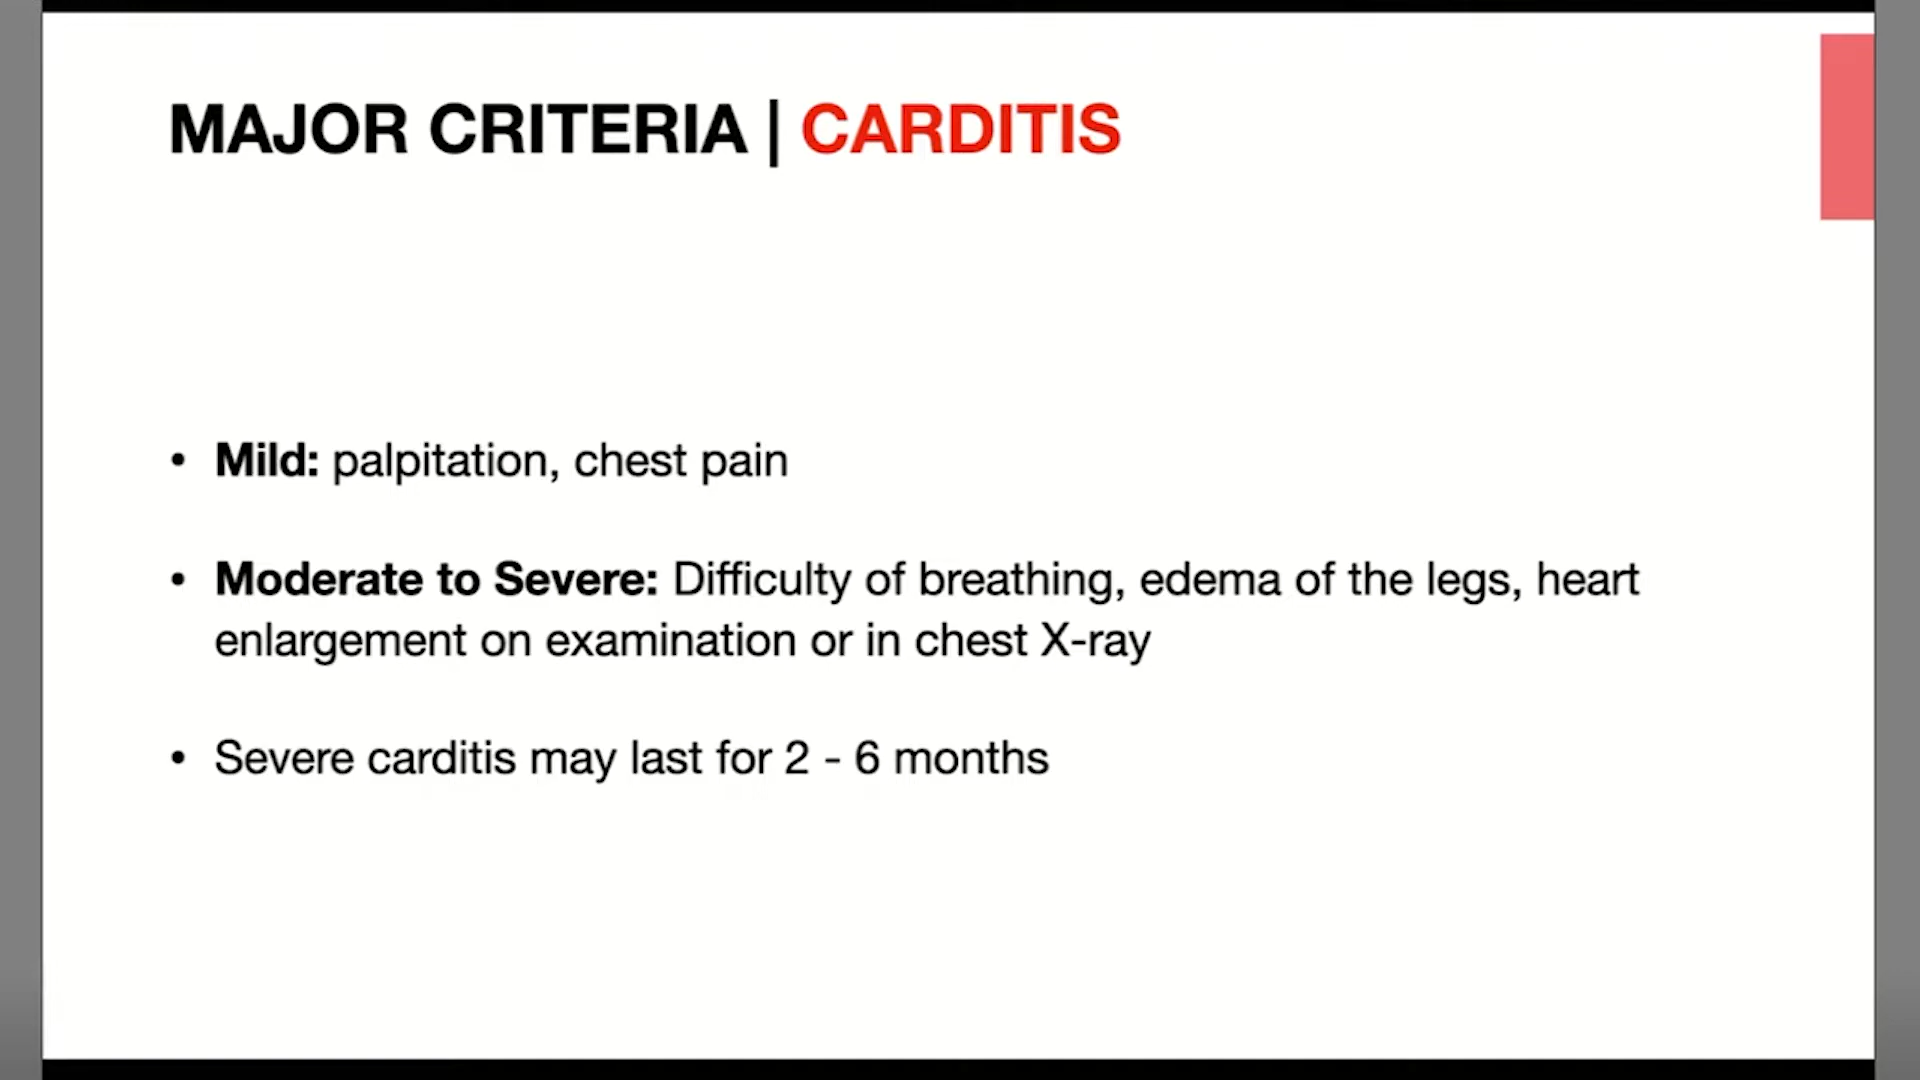 MAJOR CRITERIA | CARDITIS
• Mild: palpitation, chest pain
• Moderate to Severe: Difficulty of breathing, edema of the legs, heart
enlargement on examination or in chest X-ray
• Severe carditis may last for 2 - 6 months